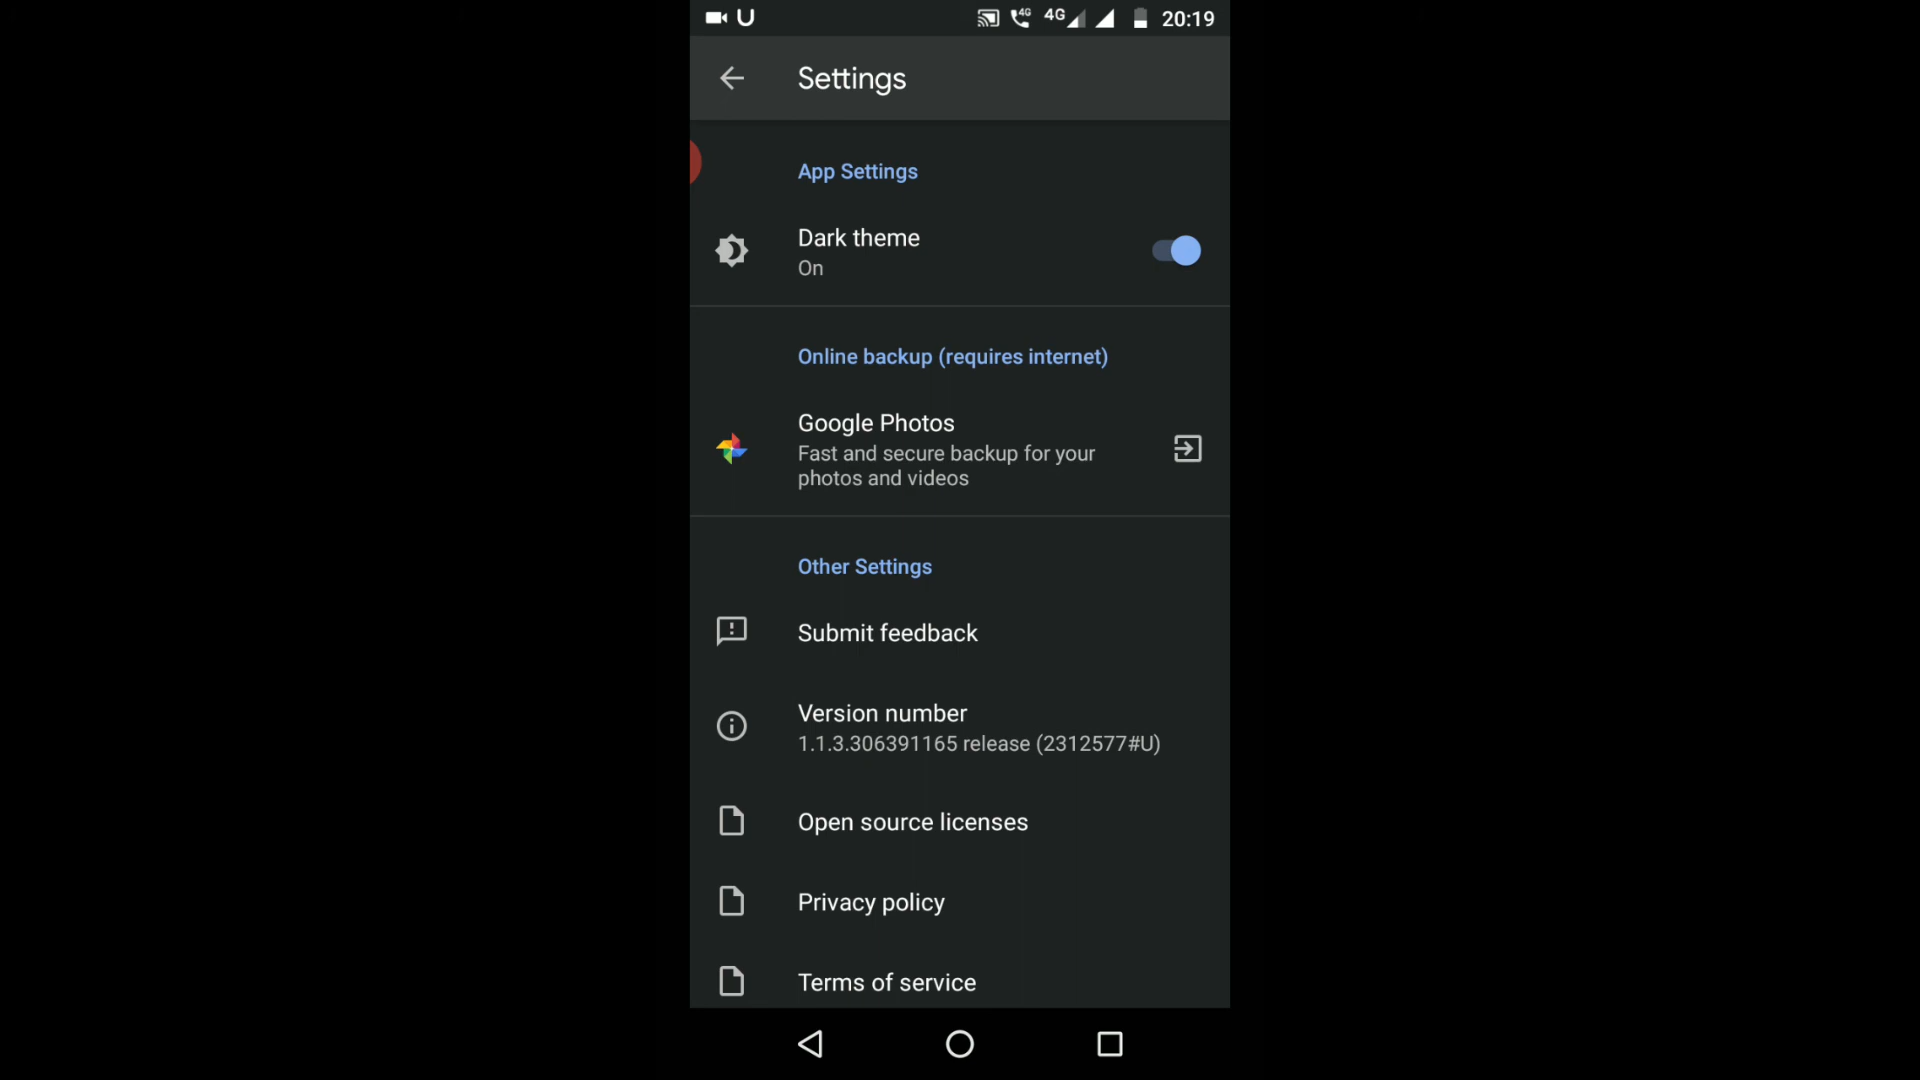 4G 4G 20:19
Settings
App Settings
Dark theme
On
Online backup (requires internet)
Google Photos
Fast and secure backup for your
photos and videos
Other Settings
Submit feedback
Version number
1.1.3.306391165 release (2312577#U)
Open source licenses
Privacy policy
Terms of service